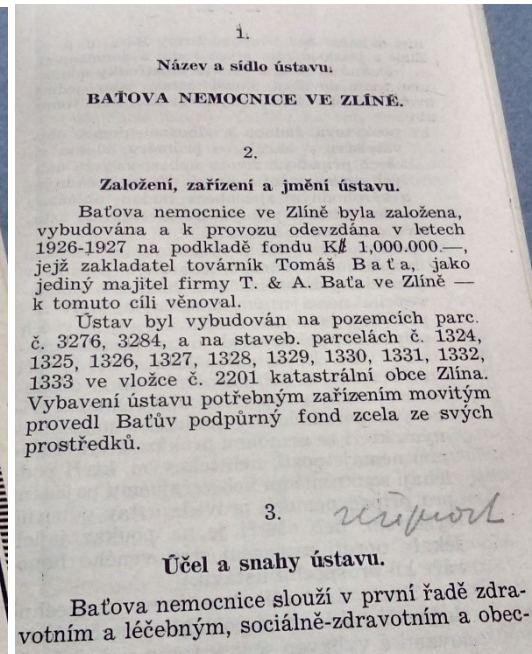 1.
Název a sídlo ústavu.
BAŤOVA NEMOCNICE VE ZLÍNĚ.
2.
Založení, zařízení a jmění ústavu.
Baťova nemocnice ve Zlíně byla založena,
vybudována a k provozu odevzdána v letech
1926-1927 na podkladě fondu Kč 1,000.000.—,
jejž zakladatel továrník Tomáš Baťa, jako
jediný majitel firmy T. & A. Baťa ve Zlíně —
k tomuto cíli věnoval.
Ústav byl vybudován na pozemcích parc.
č. 3276, 3284, a na staveb. parcelách č. 1324,
1325, 1326, 1327, 1328, 1329, 1330, 1331, 1332,
1333 ve vložce č. 2201 katastrální obce Zlína.
Vybavení ústavu potřebným zařízením movitým
provedl Baťův podpůrný fond zcela ze svých
prostředků.
3.
Účel a snahy ústavu.
Baťova nemocnice slouží v první řadě zdra-
votním a léčebným, sociálně-zdravotním a obec-